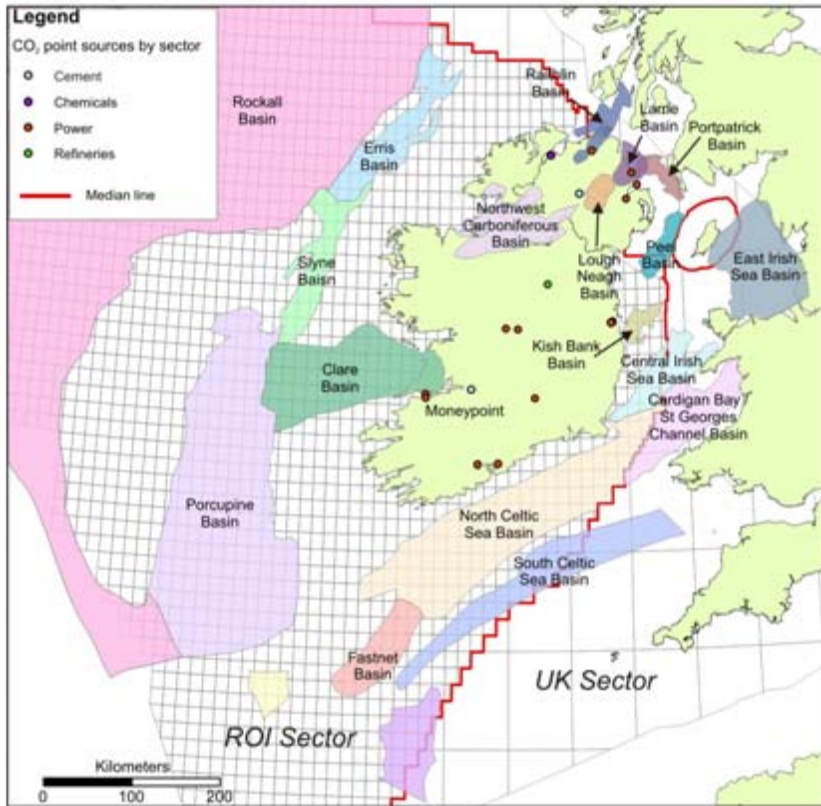 Legend
CO2 point sources by sector
Cement
Chemicals
Power
Refineries
Median line
Rockall
Basin
Erris
Basin
Rathlin
Basin
Larne
Basin
Portpatrick
Basin
Northwest
Carboniferous
Basin
Slyne
Baisn
Lough
Neagh
Basin
Peel
Basin
East Irish
Sea Basin
Kish Bank
Basin
Central Irish
Sea Basin
Clare
Basin
Moneypoint
Cardigan Bay
St Georges
Channel Basin
Porcupine
Basin
North Celtic
Sea Basin
South Celtic
Sea Basin
Fastnet
Basin
UK Sector
ROI Sector
Kilometers
0 100 200